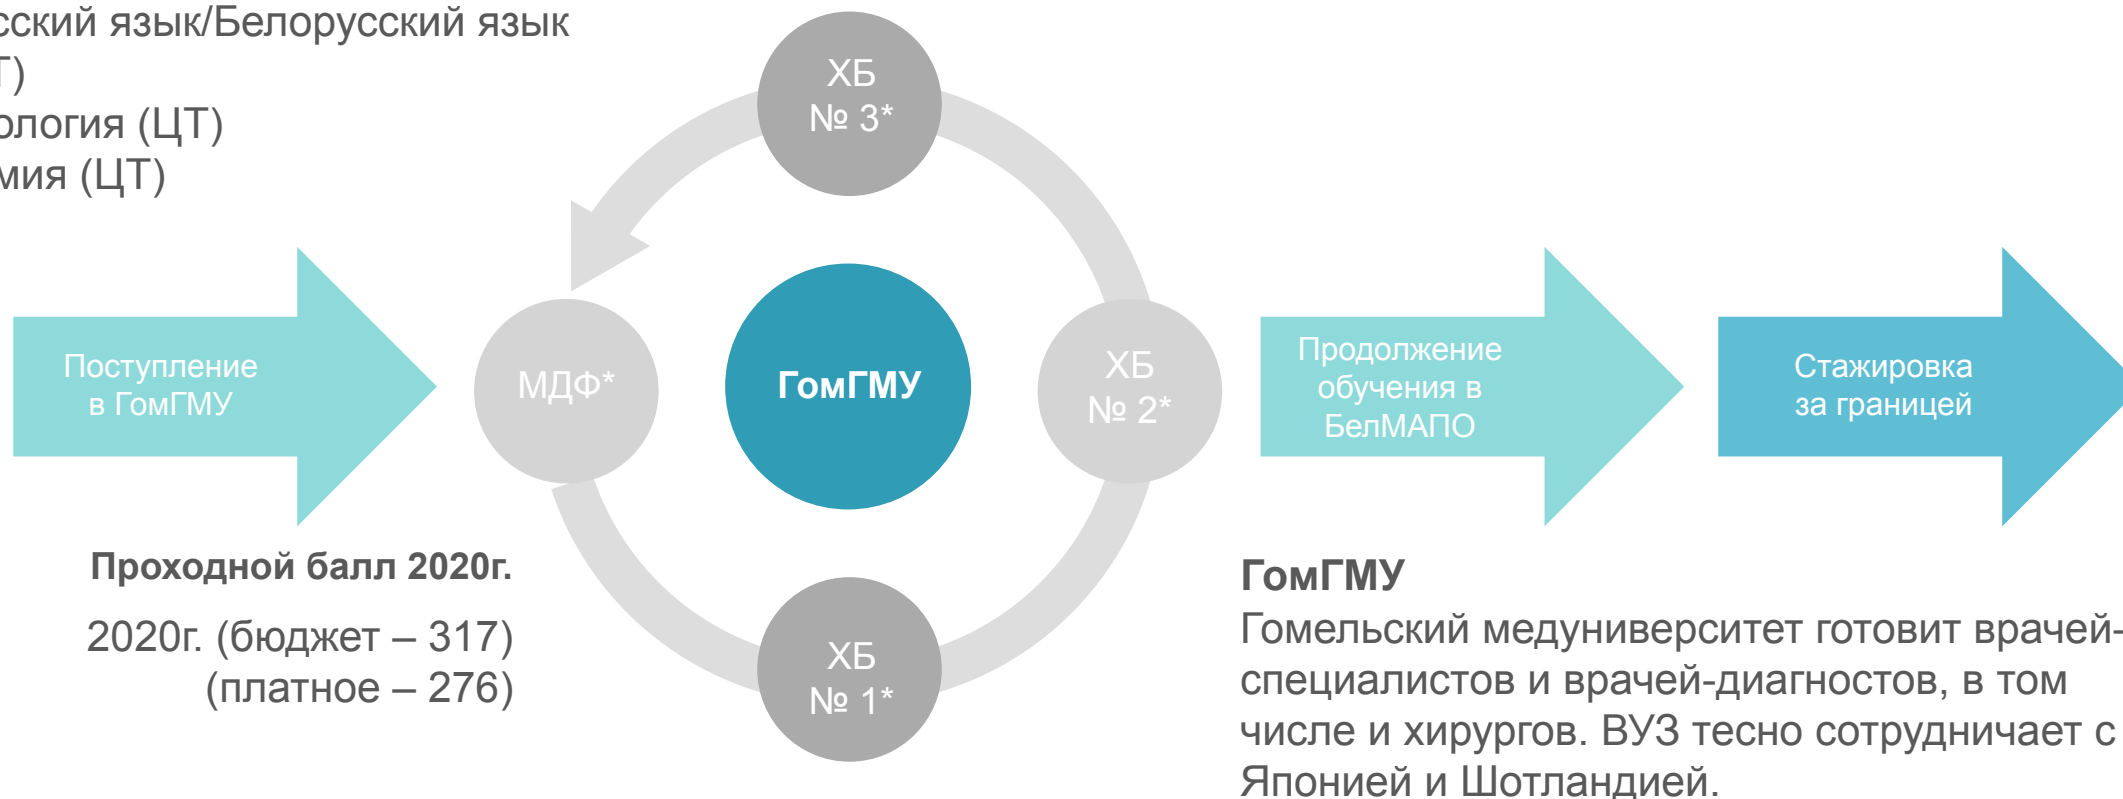 сский язык/Белорусский язык
Т)
ология (ЦТ)
мия (ЦТ)
ХБ
№ 3*
Поступление
в ГомГМУ
МДФ*
ГомГМУ
ХБ
№ 2*
Продолжение
обучения в
БелМАПО
Стажировка
за границей
ХБ
№ 1*
Проходной балл 2020г.
2020г. (бюджет – 317)
(платное – 276)
ГомГМУ
Гомельский медуниверситет готовит врачей-
специалистов и врачей-диагностов, в том
числе и хирургов. ВУЗ тесно сотрудничает с
Японией и Шотландией.